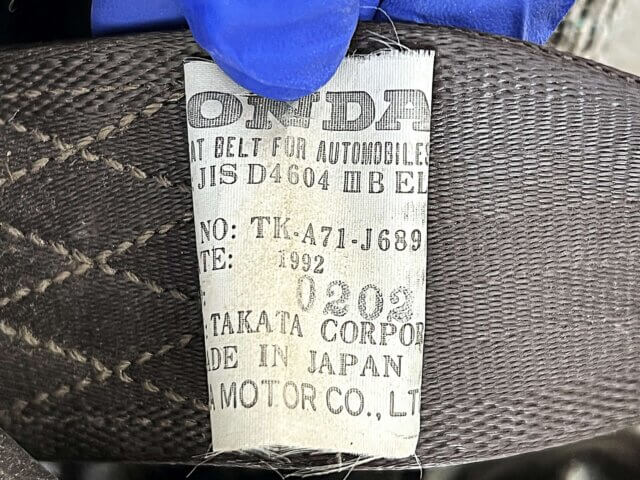 ONDA
AT BELT FOR AUTOMOBILES
JIS D4604 III B EL
NO: TK-A71-J689
TE: 1992
0202
: TAKATA CORPOR
ADE IN JAPAN
A MOTOR CO., LT